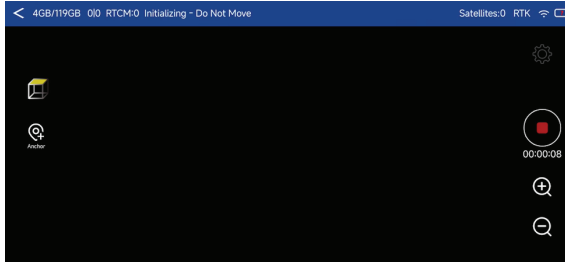 4GB/119GB 0|0 RTCM:0 Initializing - Do Not Move Satellites:0 RTK
Anchor
00:00:08